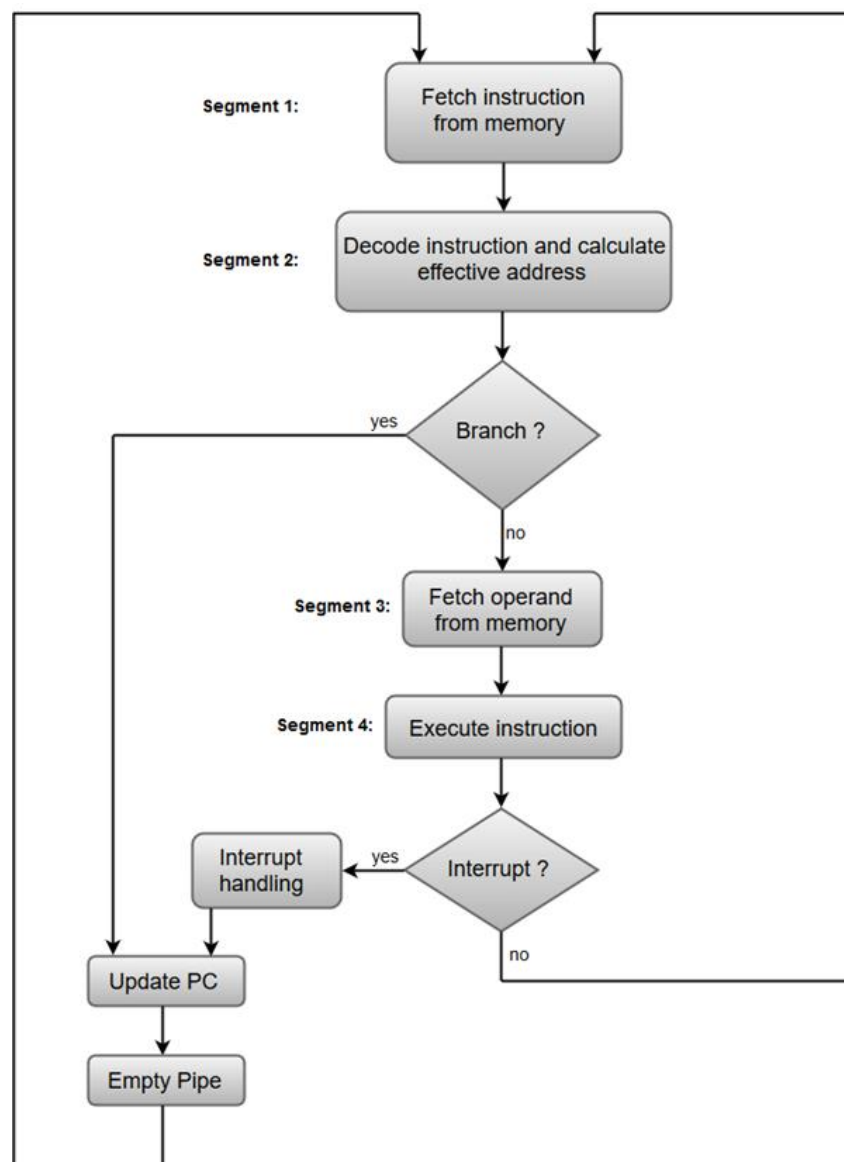 Segment 1:
Fetch instruction
from memory
Segment 2:
Decode instruction and calculate
effective address
Branch ?
yes
no
Segment 3:
Fetch operand
from memory
Segment 4:
Execute instruction
Interrupt ?
yes
Interrupt
handling
no
Update PC
Empty Pipe